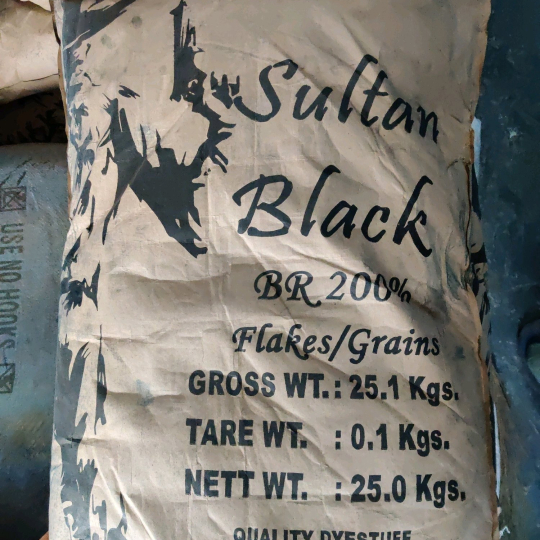 Sultan
Black
BR 200%
Flakes/Grains
GROSS WT. : 25.1 Kgs.
TARE WT. : 0.1 Kgs.
NETT WT. : 25.0 Kgs.
QUALITY DYESTUFF
USE NO HOOKS